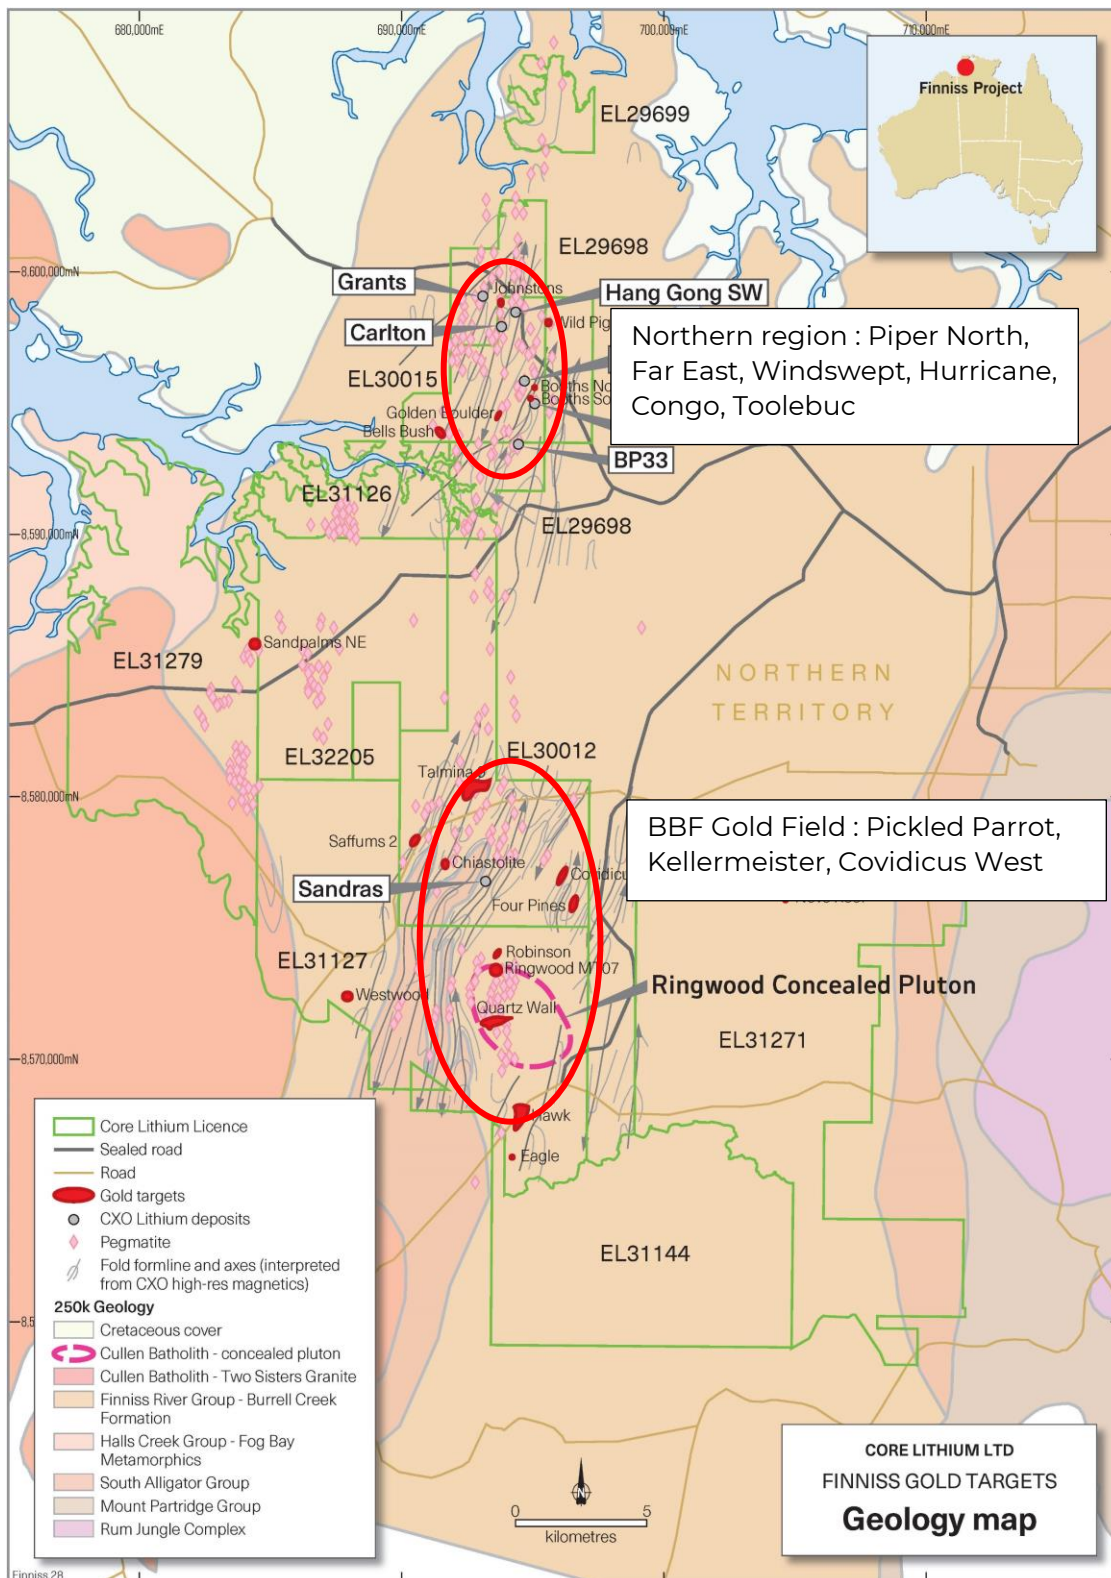 680,000mE
690,000mE
700,000mE
710,000mE
Finniss Project
EL29699
EL29698
8,600,000mN
Grants
Johnstons
Hang Gong SW
Carlton
Wild Pig
Northern region : Piper North,
Far East, Windswept, Hurricane,
Congo, Toolebuc
EL30015
Booths
Booths
Golden Boulder
Bells Bush
BP33
EL31126
EL29698
8,590,000mN
Sandpalms NE
EL31279
NORTHERN
TERRITORY
EL32205
EL30012
Talmina
8,580,000mN
BBF Gold Field : Pickled Parrot,
Kellermeister, Covidicus West
Saffums 2
Chiastolite
Sandras
Four Pines
Robinson
EL31127
Ringwood MT07
Westwood
Ringwood Concealed Pluton
Quartz Wall
EL31271
8,570,000mN
Hawk
Eagle
EL31144
Core Lithium Licence
Sealed road
Road
Gold targets
CXO Lithium deposits
Pegmatite
Fold formline and axes (interpreted
from CXO high-res magnetics)
250k Geology
Cretaceous cover
Cullen Batholith - concealed pluton
Cullen Batholith - Two Sisters Granite
Finniss River Group - Burrell Creek
Formation
Halls Creek Group - Fog Bay
Metamorphics
South Alligator Group
Mount Partridge Group
Rum Jungle Complex
N
0 5
kilometres
CORE LITHIUM LTD
FINNISS GOLD TARGETS
Geology map
Finniss 28